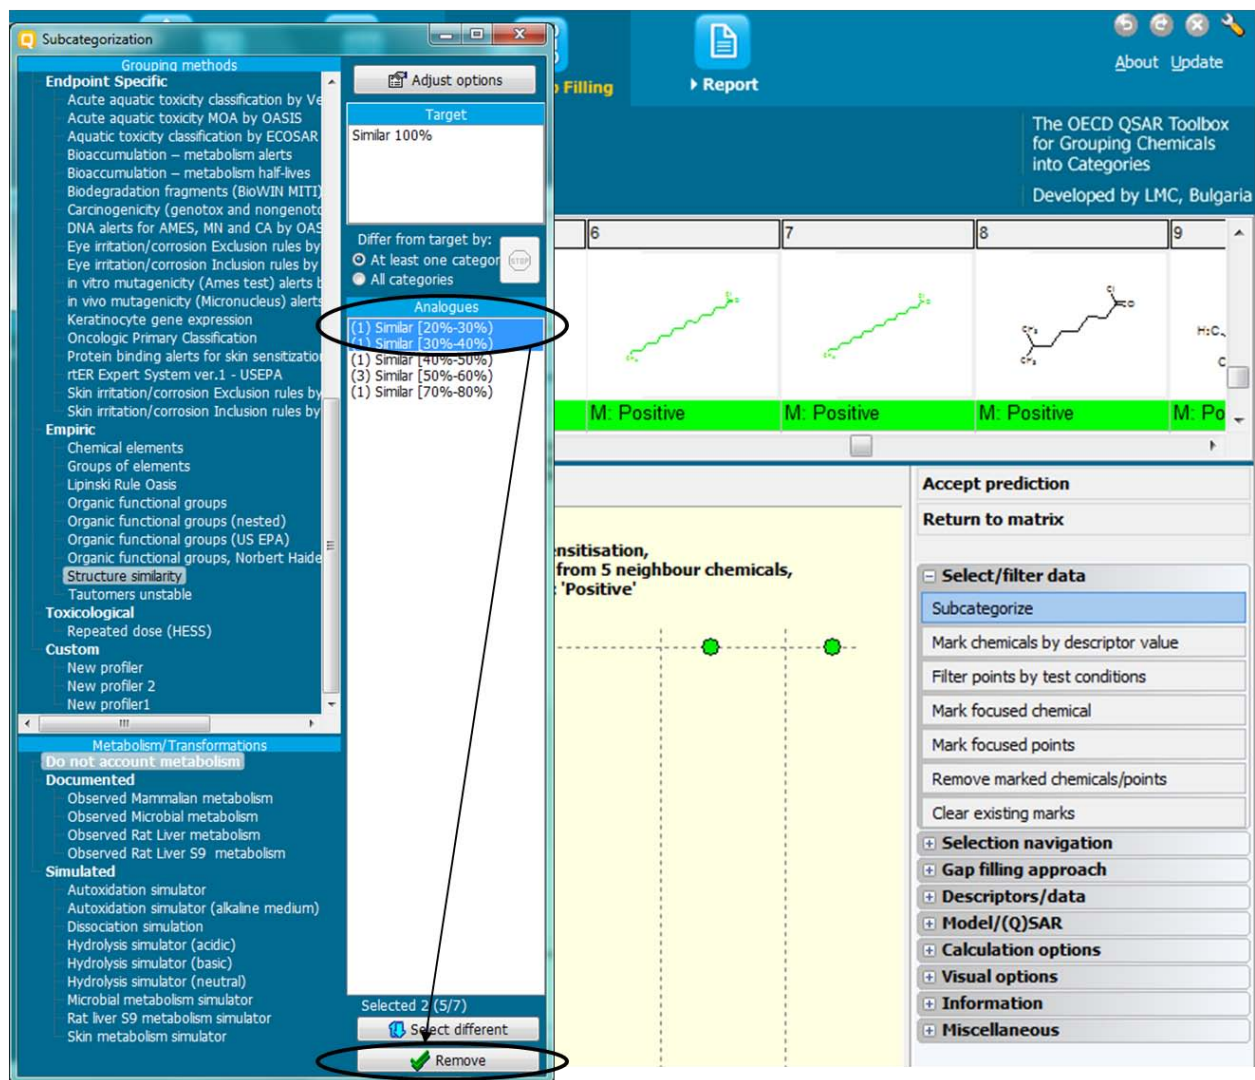 Subcategorization
Grouping methods
Endpoint Specific
Acute aquatic toxicity classification by Ve
Acute aquatic toxicity MOA by OASIS
Aquatic toxicity classification by ECOSAR
Bioaccumulation – metabolism alerts
Bioaccumulation – metabolism half-lives
Biodegradation fragments (BioWIN MITI)
Carcinogenicity (genotox and nongenoto
DNA alerts for AMES, MN and CA by OAS
Eye irritation/corrosion Exclusion rules by
Eye irritation/corrosion Inclusion rules by
in vitro mutagenicity (Ames test) alerts b
in vivo mutagenicity (Micronucleus) alerts
Keratinocyte gene expression
Oncologic Primary Classification
Protein binding alerts for skin sensitization
rtER Expert System ver.1 - USEPA
Skin irritation/corrosion Exclusion rules by
Skin irritation/corrosion Inclusion rules by
Empiric
Chemical elements
Groups of elements
Lipinski Rule Oasis
Organic functional groups
Organic functional groups (nested)
Organic functional groups (US EPA)
Organic functional groups, Norbert Haide
Structure similarity
Tautomers unstable
Toxicological
Repeated dose (HESS)
Custom
New profiler
New profiler 2
New profiler1
Metabolism/Transformations
Do not account metabolism
Documented
Observed Mammalian metabolism
Observed Microbial metabolism
Observed Rat Liver metabolism
Observed Rat Liver S9 metabolism
Simulated
Autoxidation simulator
Autoxidation simulator (alkaline medium)
Dissociation simulation
Hydrolysis simulator (acidic)
Hydrolysis simulator (basic)
Hydrolysis simulator (neutral)
Microbial metabolism simulator
Rat liver S9 metabolism simulator
Skin metabolism simulator
Adjust options
Target
Similar 100%
Differ from target by:
At least one categor
STOP
All categories
Analogues
(1) Similar [20%-30%)
(1) Similar [30%-40%)
(1) Similar [40%-50%)
(3) Similar [50%-60%)
(1) Similar [70%-80%)
Selected 2 (5/7)
Select different
Remove
Filling
Report
About Update
The OECD QSAR Toolbox
for Grouping Chemicals
into Categories
Developed by LMC, Bulgaria
6 7 8 9
H₃C
M: Positive M: Positive M: Positive M: Po
ensitisation,
from 5 neighbour chemicals,
: 'Positive'
Accept prediction
Return to matrix
Select/filter data
Subcategorize
Mark chemicals by descriptor value
Filter points by test conditions
Mark focused chemical
Mark focused points
Remove marked chemicals/points
Clear existing marks
Selection navigation
Gap filling approach
Descriptors/data
Model/(Q)SAR
Calculation options
Visual options
Information
Miscellaneous